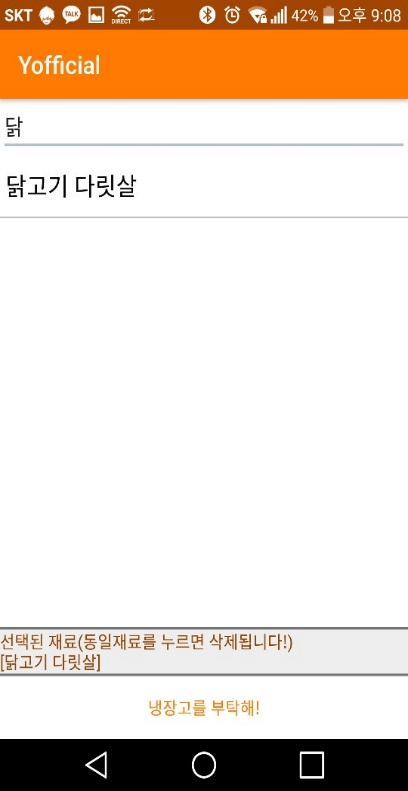 SKT TALK DIRECT 42% 오후 9:08
Yofficial
닭
닭고기 다릿살
선택된 재료(동일재료를 누르면 삭제됩니다!)
[닭고기 다릿살]
냉장고를 부탁해!